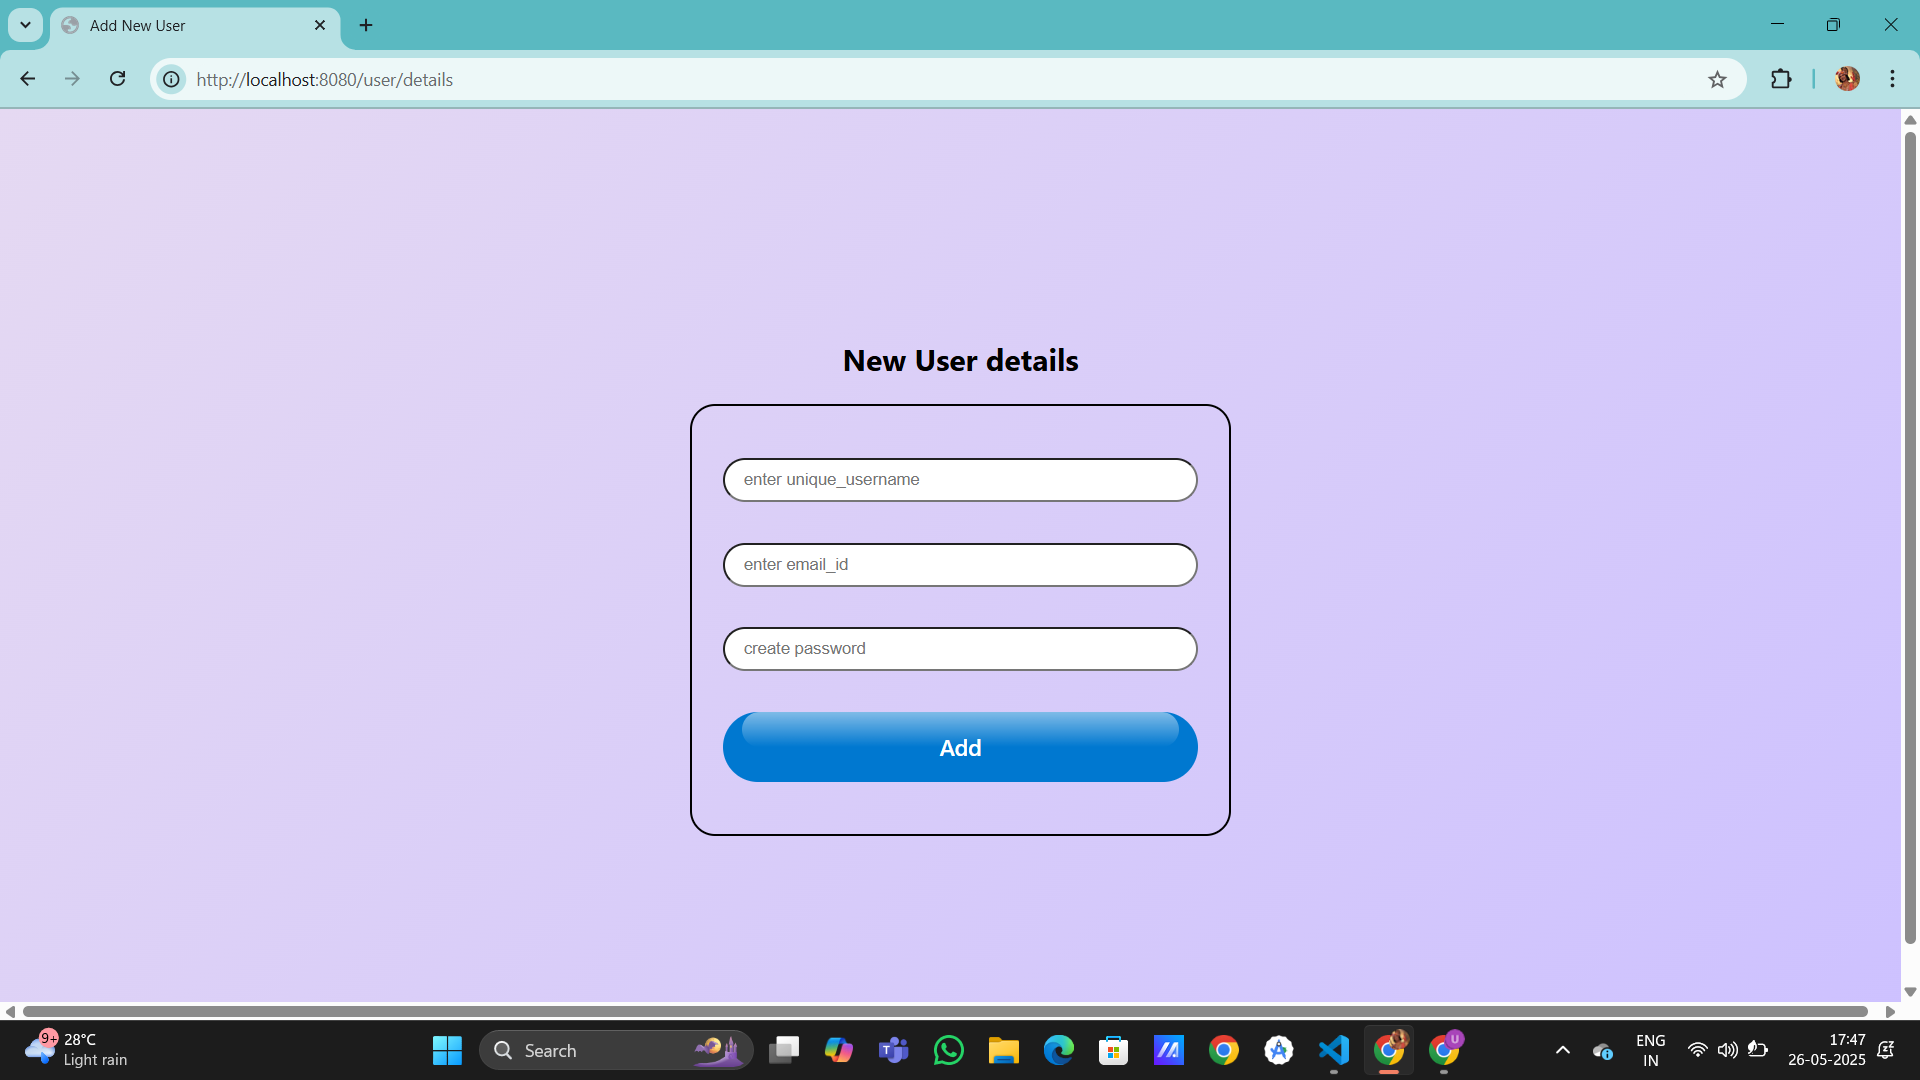 Add New User
http://localhost:8080/user/details
New User details
enter unique_username
enter email_id
create password
Add
9+
28°C
Light rain
Search
T
U
ENG
IN
17:47
26-05-2025